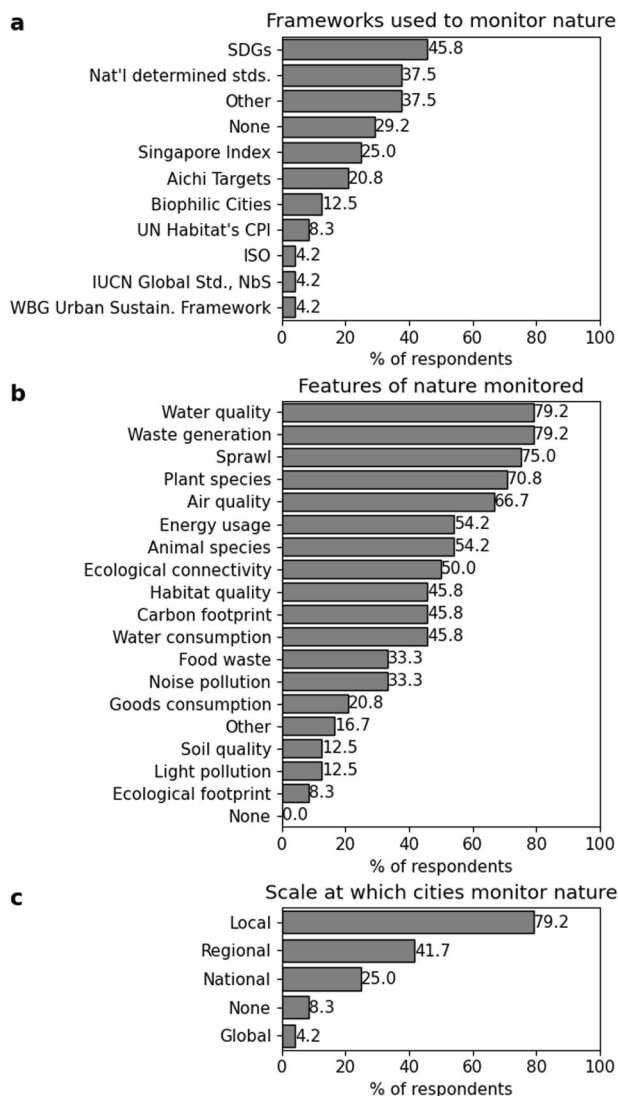 a
Frameworks used to monitor nature
SDGs 45.8
Nat'l determined stds. 37.5
Other 37.5
None 29.2
Singapore Index 25.0
Aichi Targets 20.8
Biophilic Cities 12.5
UN Habitat's CPI 8.3
ISO 4.2
IUCN Global Std., NbS 4.2
WBG Urban Sustain. Framework 4.2
0 20 40 60 80 100
% of respondents
b
Features of nature monitored
Water quality 79.2
Waste generation 79.2
Sprawl 75.0
Plant species 70.8
Air quality 66.7
Energy usage 54.2
Animal species 54.2
Ecological connectivity 50.0
Habitat quality 45.8
Carbon footprint 45.8
Water consumption 45.8
Food waste 33.3
Noise pollution 33.3
Goods consumption 20.8
Other 16.7
Soil quality 12.5
Light pollution 12.5
Ecological footprint 8.3
None 0.0
0 20 40 60 80 100
% of respondents
c
Scale at which cities monitor nature
Local 79.2
Regional 41.7
National 25.0
None 8.3
Global 4.2
0 20 40 60 80 100
% of respondents